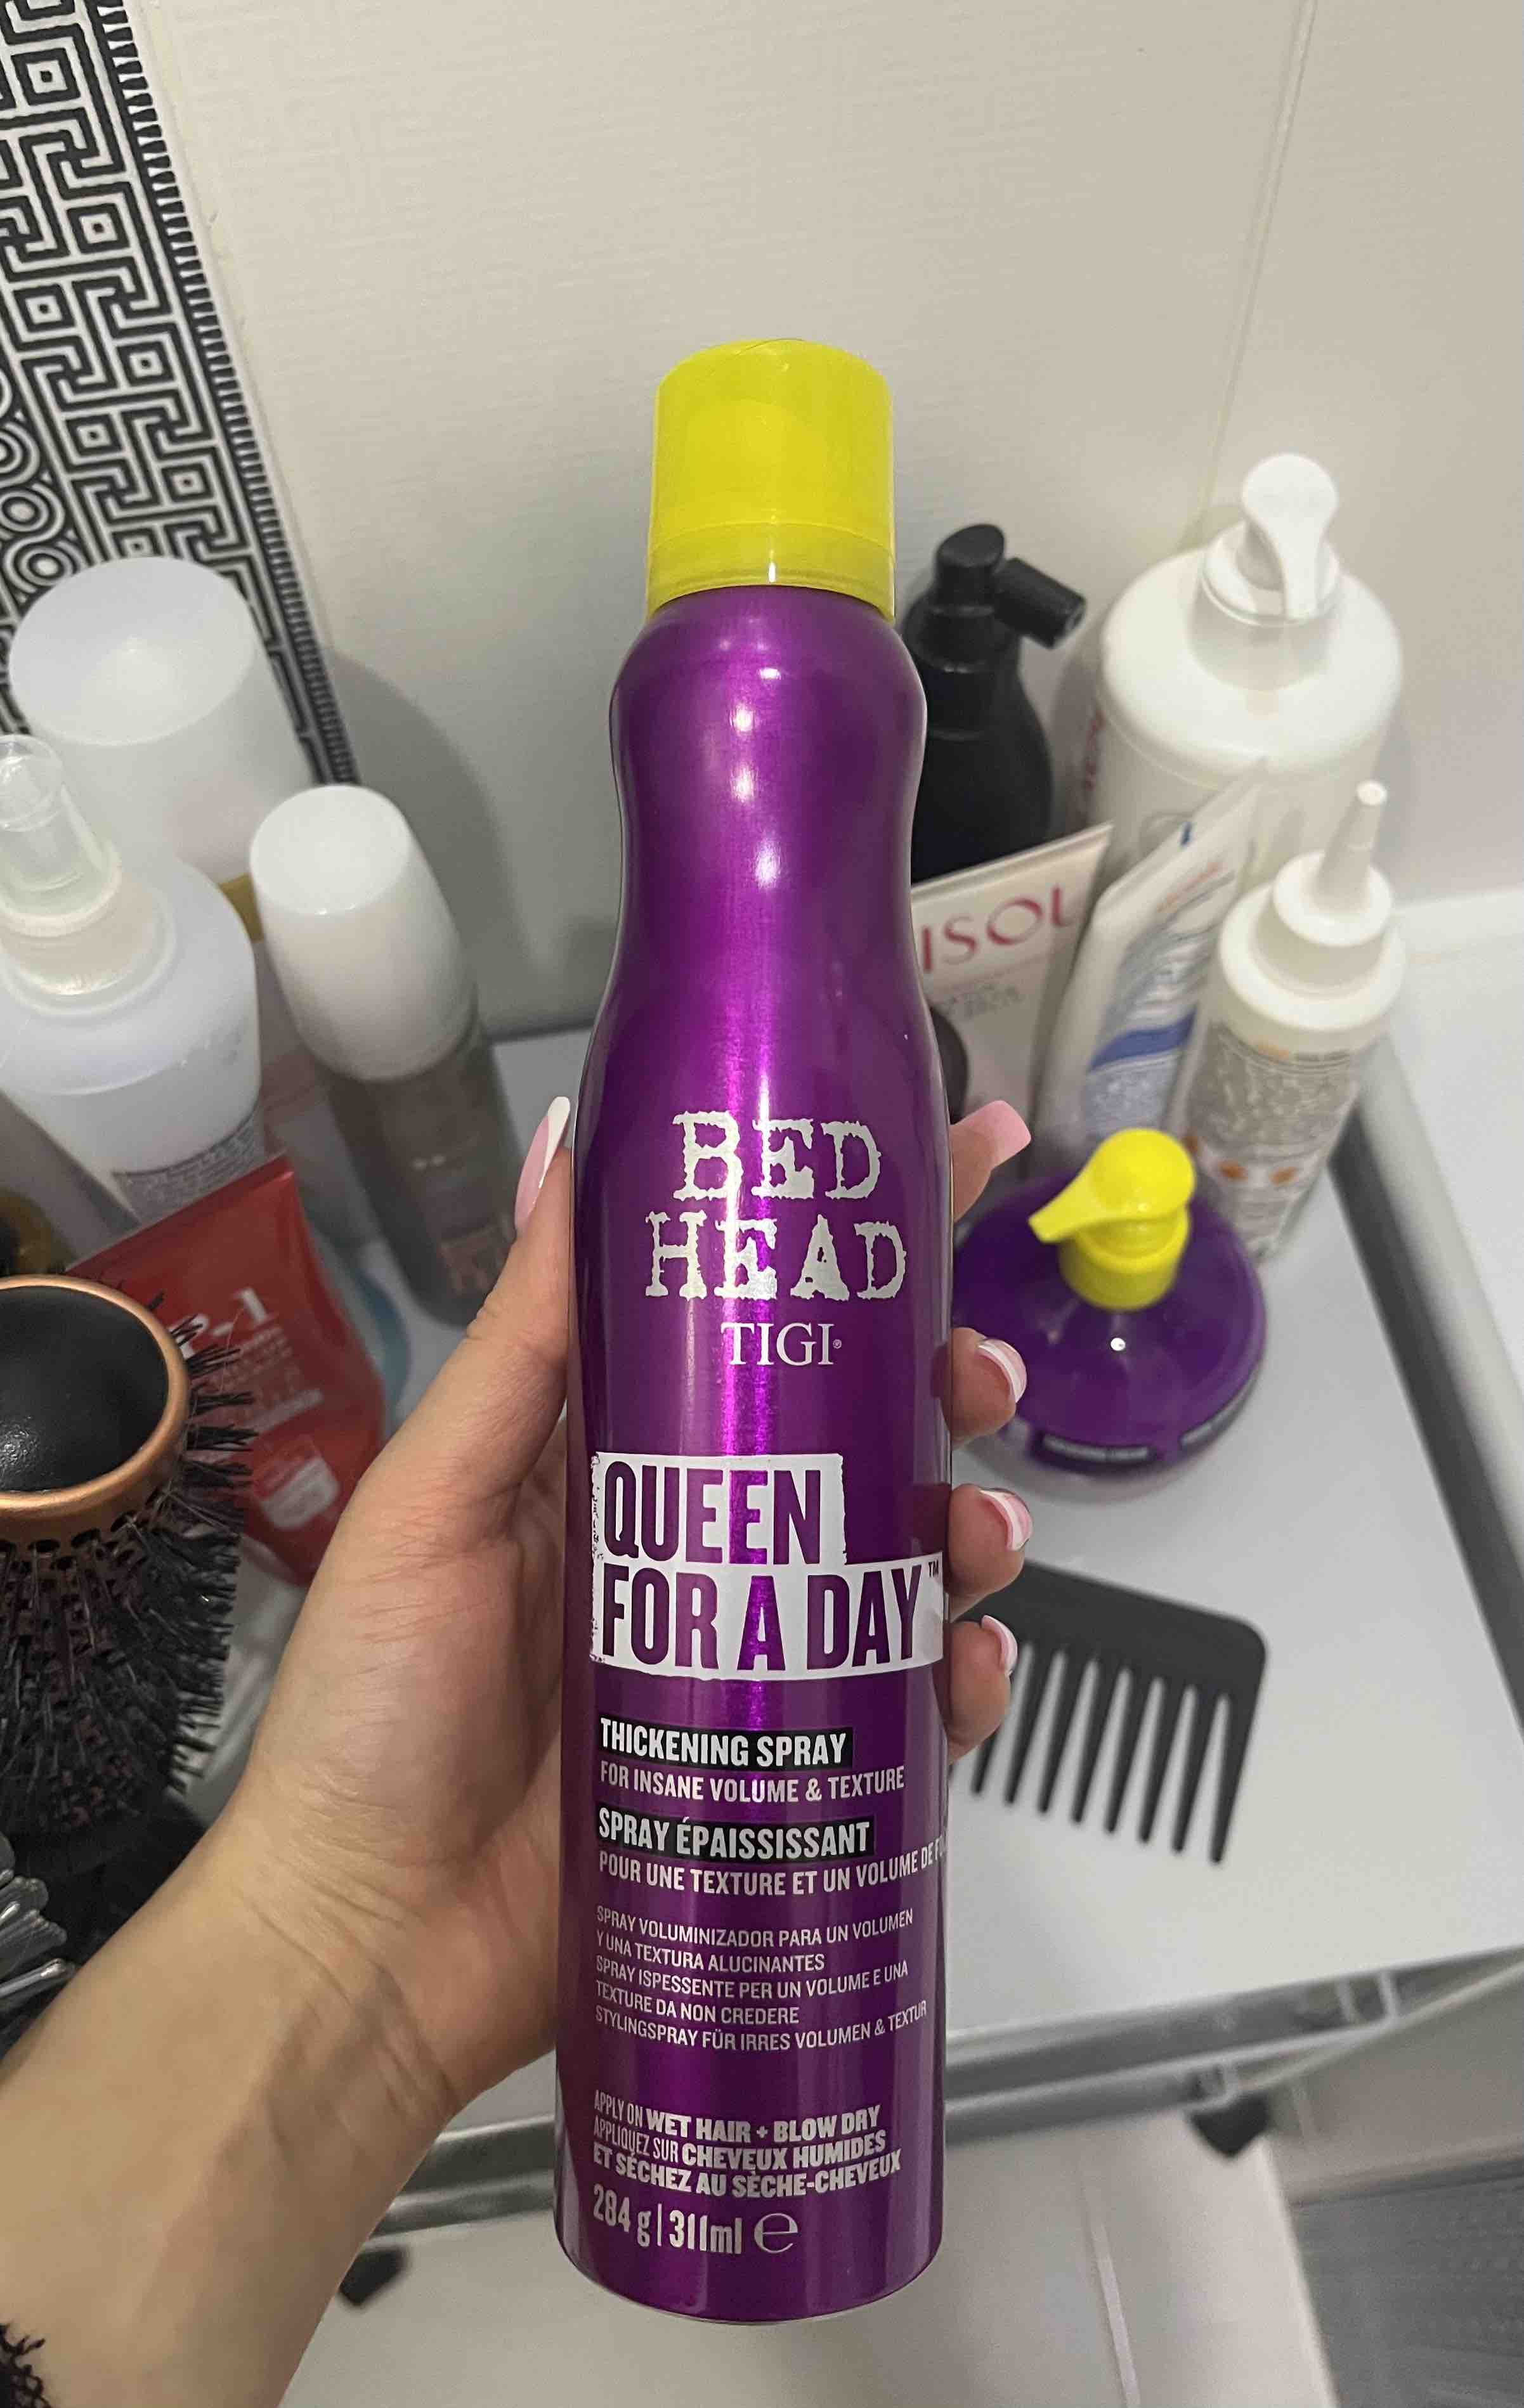 BED
HEAD
TIGI®
QUEEN
FOR A DAY™
THICKENING SPRAY
FOR INSANE VOLUME & TEXTURE
SPRAY ÉPAISSISSANT
POUR UNE TEXTURE ET UN VOLUME DE
SPRAY VOLUMINIZADOR PARA UN VOLUMEN
Y UNA TEXTURA ALUCINANTES
SPRAY ISPESSENTE PER UN VOLUME E UNA
TEXTURE DA NON CREDERE
STYLINGSPRAY FÜR IRRES VOLUMEN & TEXTUR
APPLY ON WET HAIR + BLOW DRY
APPLIQUEZ SUR CHEVEUX HUMIDES
ET SÉCHEZ AU SÈCHE-CHEVEUX
284 g | 311ml ℮
ISOL
P-1